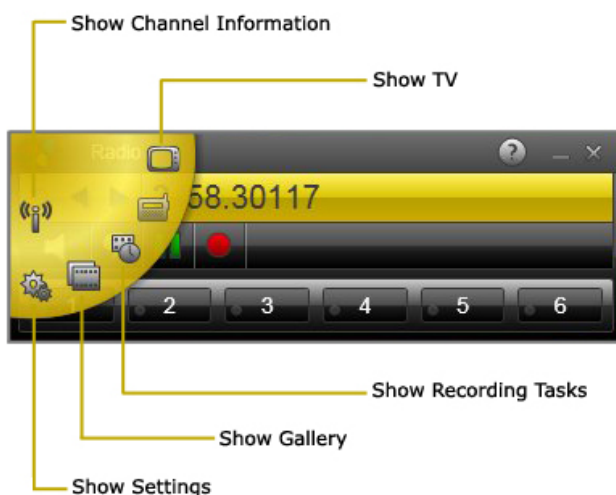 Show Channel Information
Show TV
Radio
?
58.30117
1 2 3 4 5 6
Show Recording Tasks
Show Gallery
Show Settings